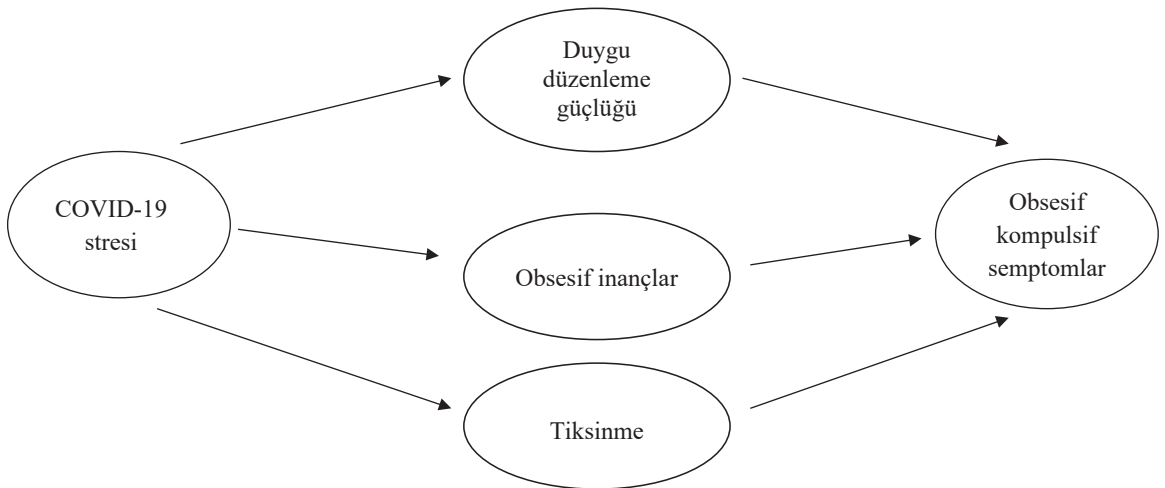 Duygu
düzenleme
güçlüğü
COVID-19
stresi
Obsesif inançlar
Obsesif
kompulsif
semptomlar
Tiksinme